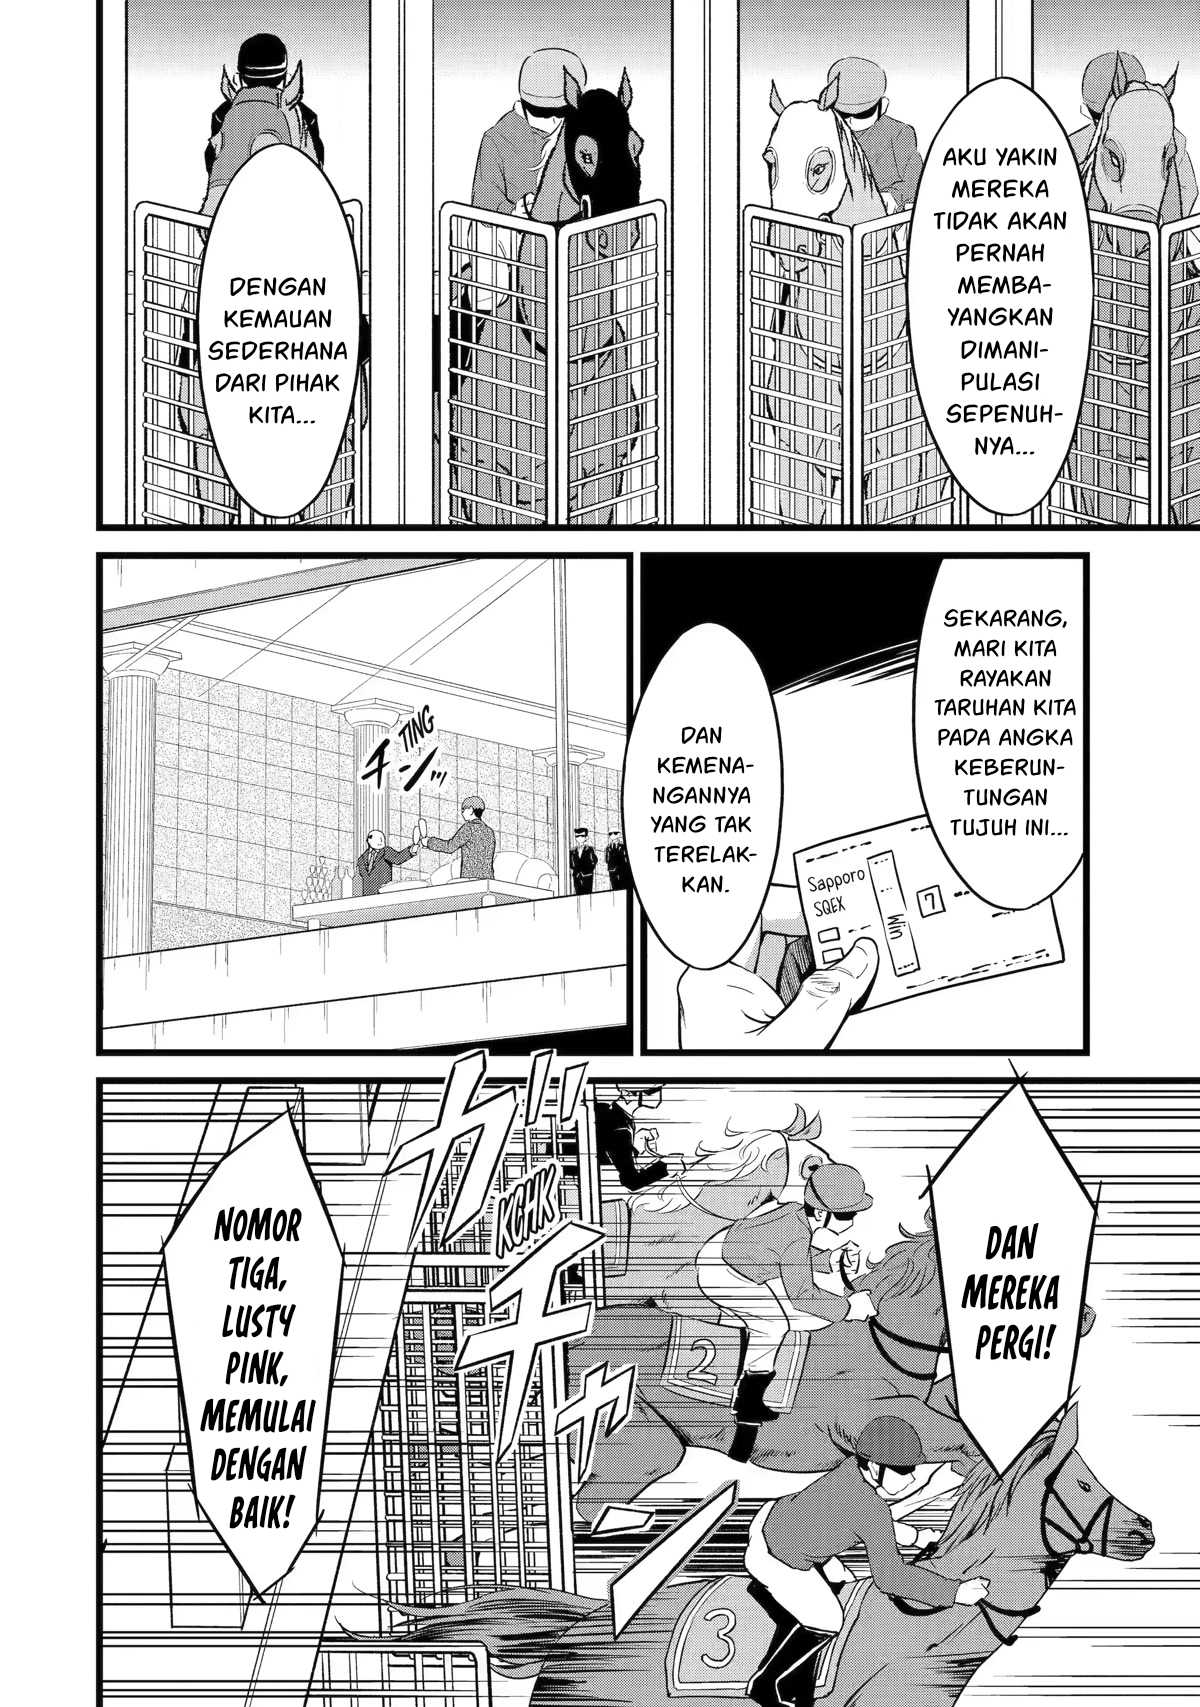 AKU YAKIN
MEREKA
TIDAK AKAN
PERNAH
MEMBA-
YANGKAN
DIMANI-
PULASI
SEPENUH-
NYA...
DENGAN
KEMAUAN
SEDERHANA
DARI PIHAK
KITA...
SEKARANG,
MARI KITA
RAYAKAN
TARUHAN KITA
PADA ANGKA
KEBERUN-
TUNGAN
TUJUH INI...
DAN
KEMENA-
NGANNYA
YANG TAK
TERELAK-
KAN.
Sapporo
SQEX
Win
7
TING
チンッ
DAN
MEREKA
PERGI!
ガチャ
KCHK
2
3
NOMOR
TIGA,
LUSTY
PINK,
MEMULAI
DENGAN
BAIK!